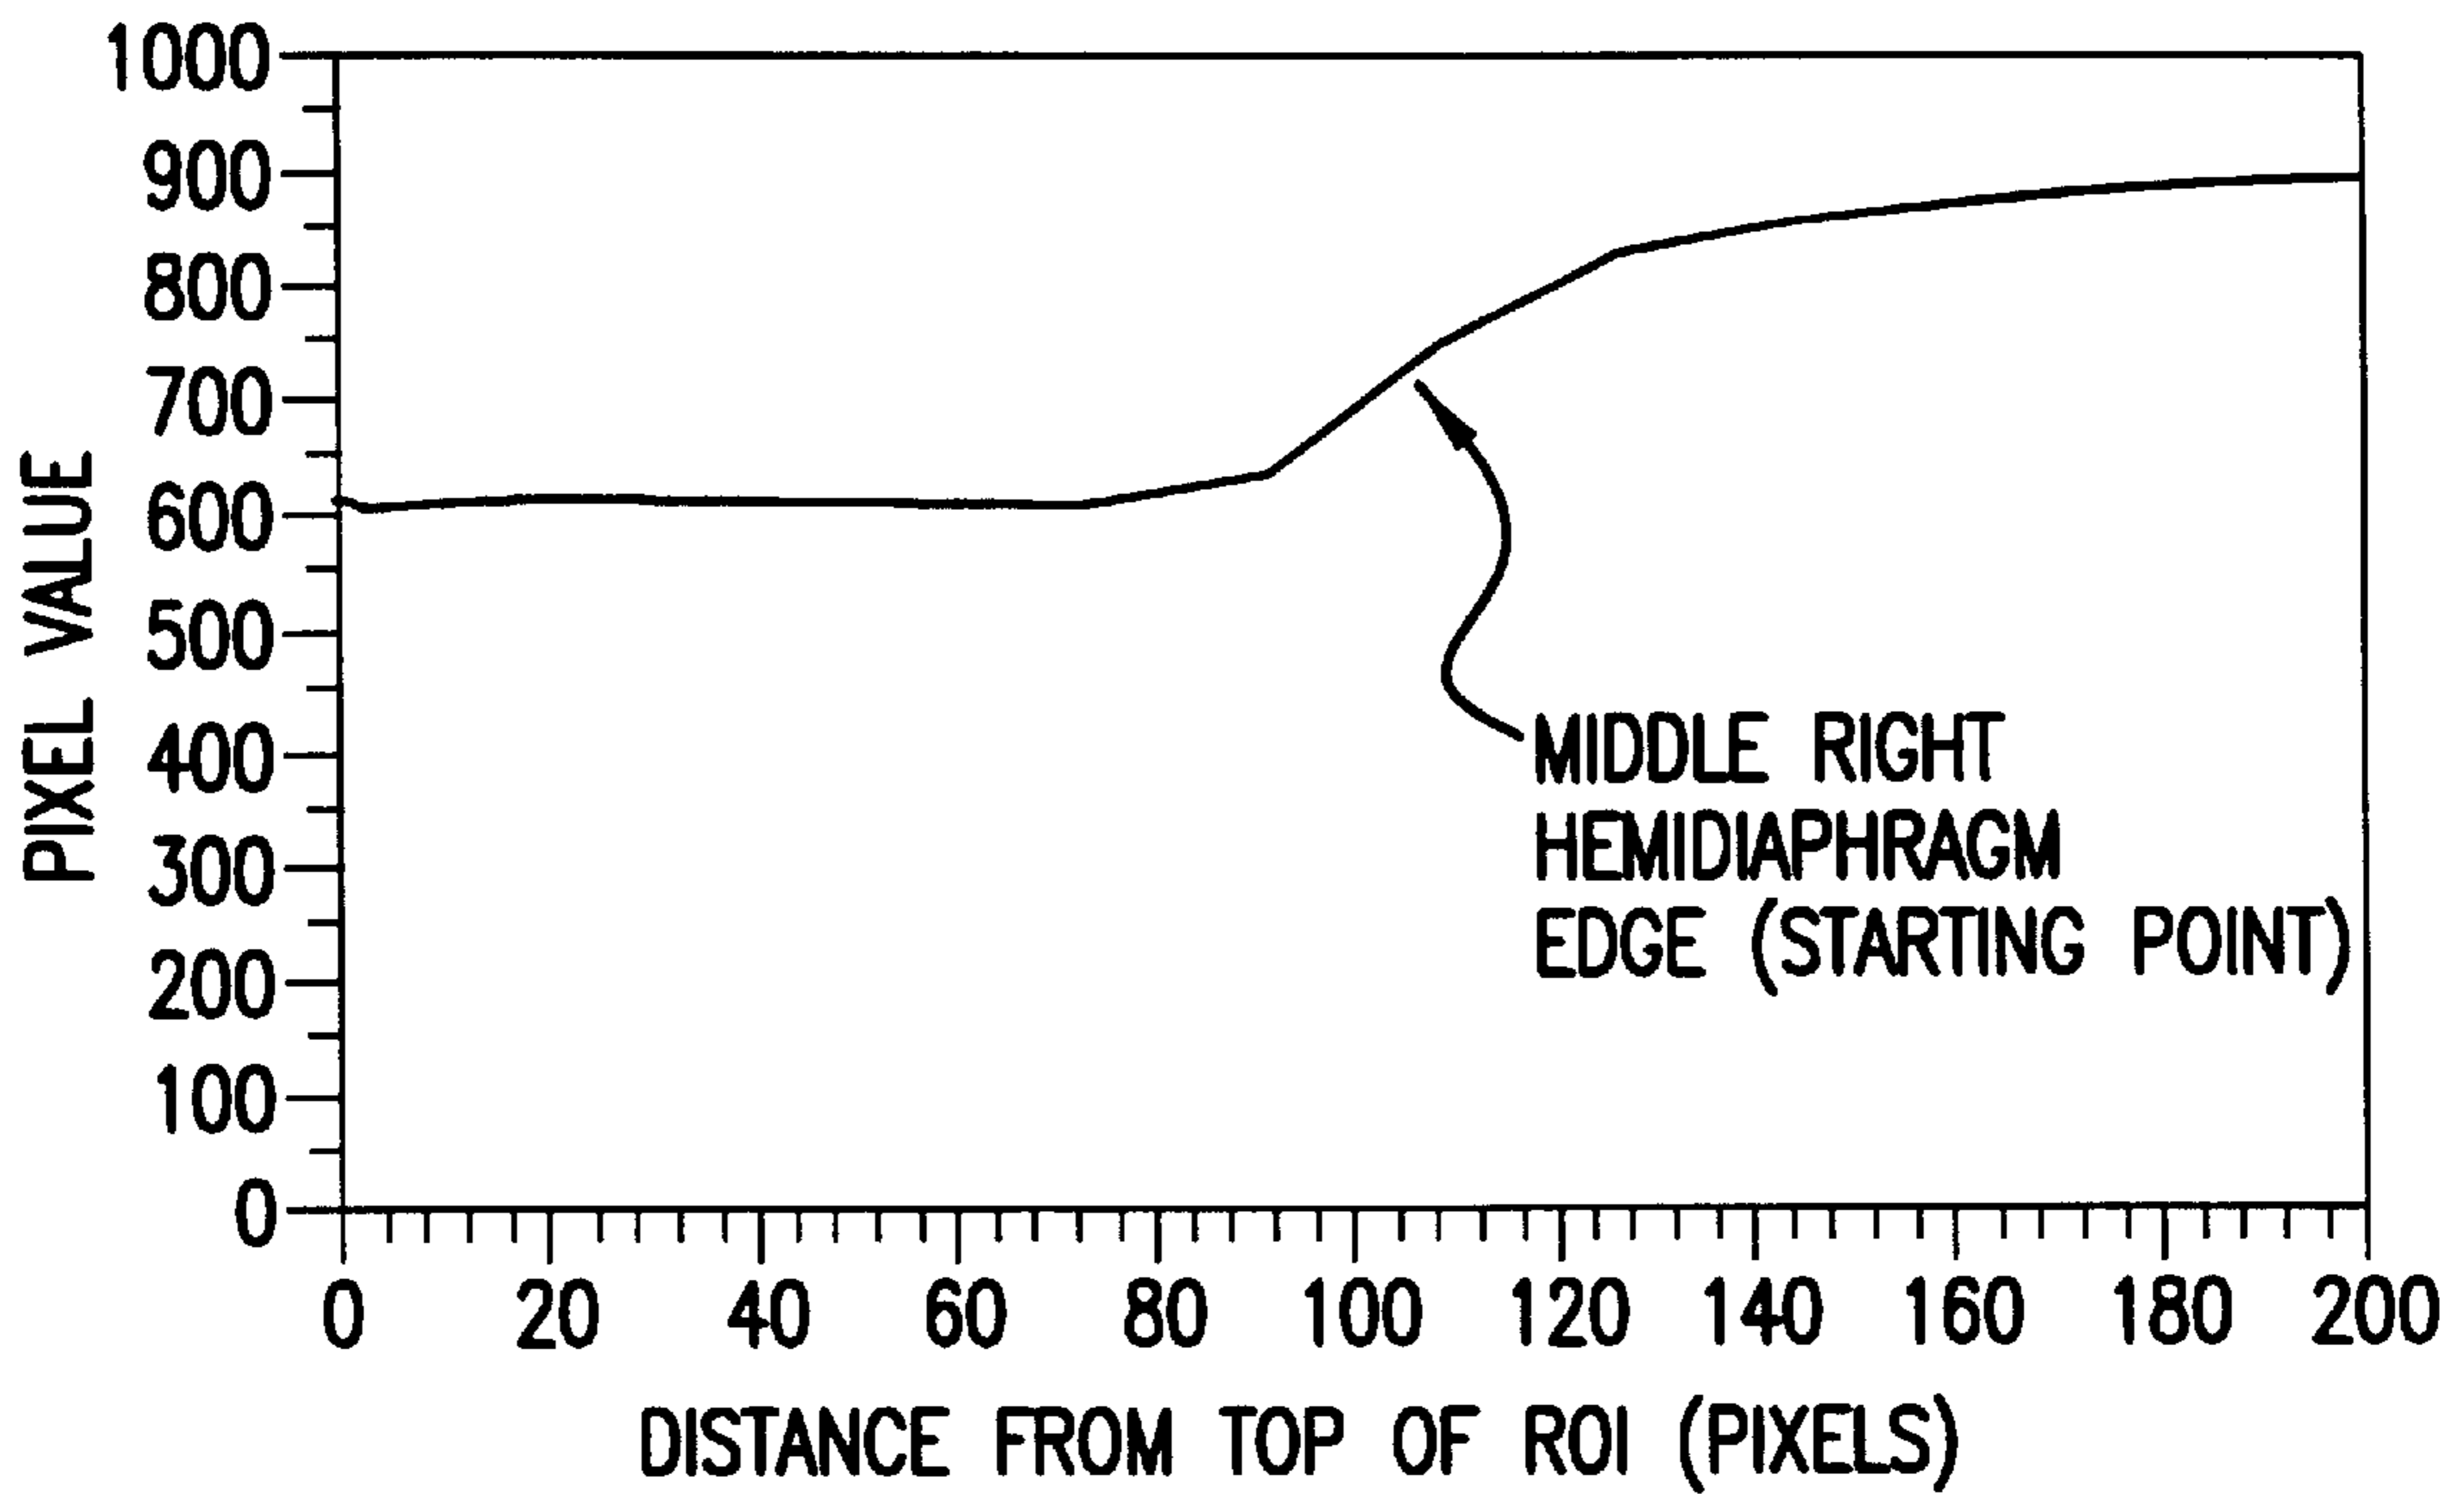 1000
900
800
700
600
500
400
300
200
100
0
PIXEL VALUE
MIDDLE RIGHT
HEMIDIAPHRAGM
EDGE (STARTING POINT)
0 20 40 60 80 100 120 140 160 180 200
DISTANCE FROM TOP OF ROI (PIXELS)